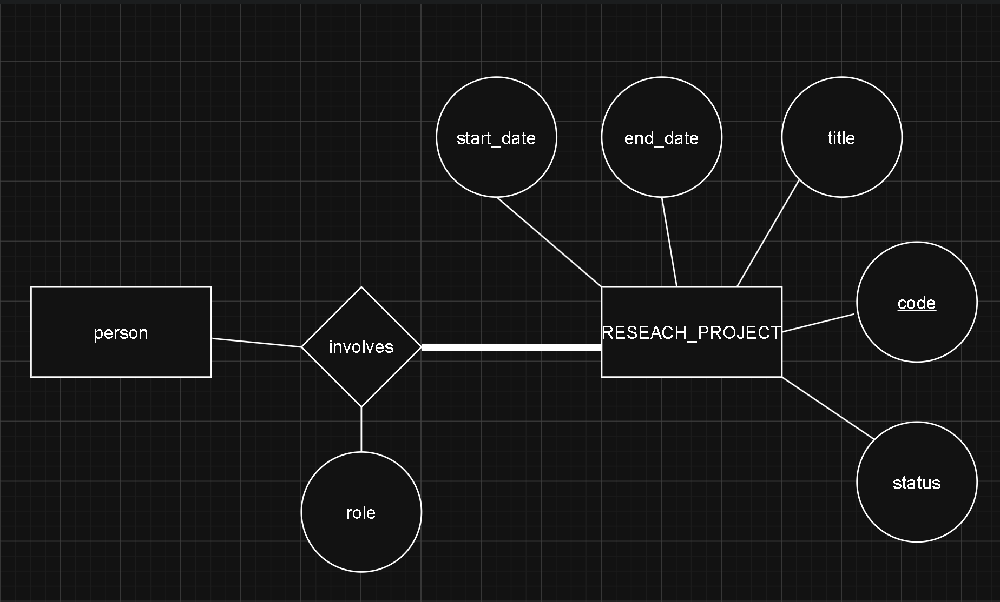 start_date
end_date
title
code
person
involves
RESEACH_PROJECT
status
role